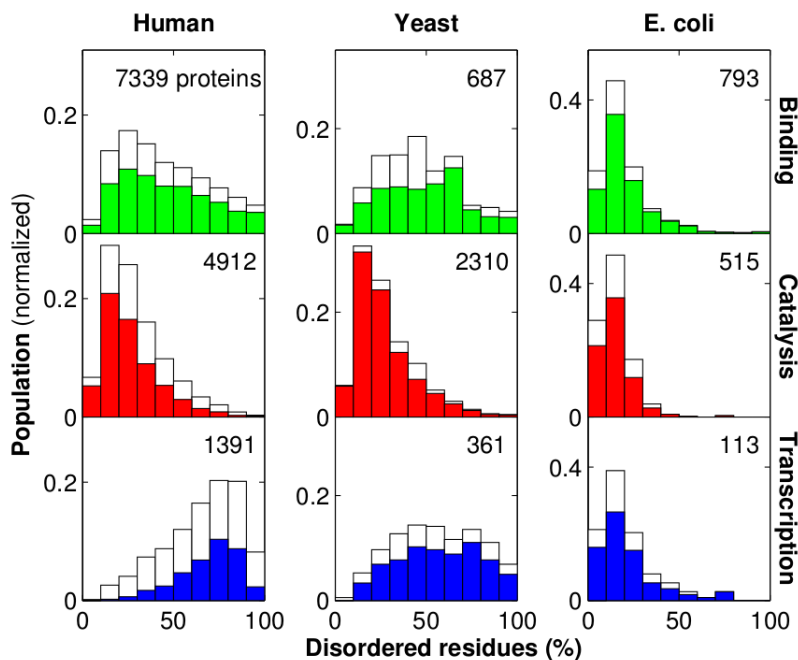 Human Yeast E. coli
7339 proteins 687 793
0.2 0.2 0.4
Binding
0 0 0
4912 2310 515
0.2 0.2 0.4
Catalysis
Population (normalized)
0 0 0
1391 361 113
0.2 0.2 0.4
Transcription
0 0 0
0 50 100 0 50 100 0 50 100
Disordered residues (%)